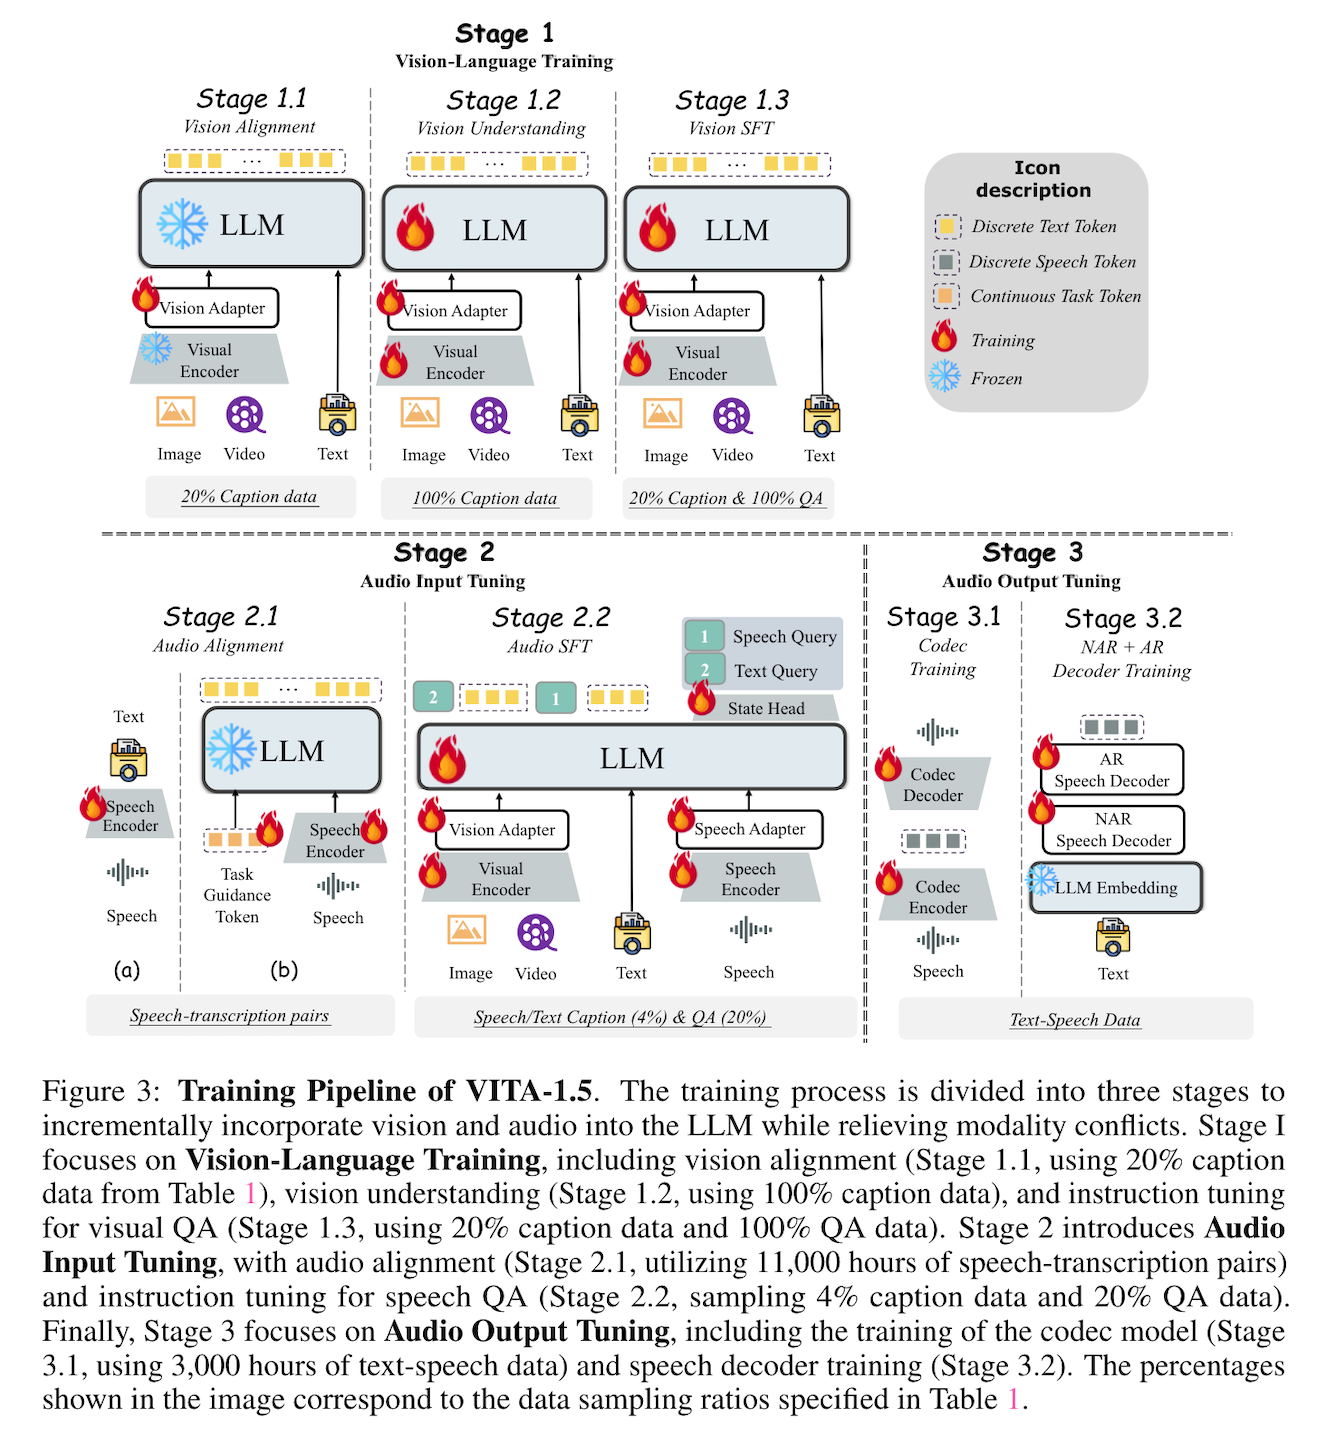 Stage 1
Vision-Language Training
Stage 1.1
Vision Alignment
LLM
Vision Adapter
Visual
Encoder
Image Video Text
20% Caption data
Stage 1.2
Vision Understanding
LLM
Vision Adapter
Visual
Encoder
Image Video Text
100% Caption data
Stage 1.3
Vision SFT
LLM
Vision Adapter
Visual
Encoder
Image Video Text
20% Caption & 100% QA
Icon
description
Discrete Text Token
Discrete Speech Token
Continuous Task Token
Training
Frozen
Stage 2
Audio Input Tuning
Stage 2.1
Audio Alignment
Text
Speech
Encoder
Speech
(a)
LLM
Speech
Encoder
Task
Guidance
Token
Speech
(b)
Speech-transcription pairs
Stage 2.2
Audio SFT
1 Speech Query
2 Text Query
State Head
2 1
LLM
Vision Adapter
Speech Adapter
Visual
Encoder
Speech
Encoder
Image Video Text Speech
Speech/Text Caption (4%) & QA (20%)
Stage 3
Audio Output Tuning
Stage 3.1
Codec
Training
Codec
Decoder
Codec
Encoder
Speech
Stage 3.2
NAR + AR
Decoder Training
AR
Speech Decoder
NAR
Speech Decoder
LLM Embedding
Text
Text-Speech Data
Figure 3: Training Pipeline of VITA-1.5. The training process is divided into three stages to
incrementally incorporate vision and audio into the LLM while relieving modality conflicts. Stage I
focuses on Vision-Language Training, including vision alignment (Stage 1.1, using 20% caption
data from Table 1), vision understanding (Stage 1.2, using 100% caption data), and instruction tuning
for visual QA (Stage 1.3, using 20% caption data and 100% QA data). Stage 2 introduces Audio
Input Tuning, with audio alignment (Stage 2.1, utilizing 11,000 hours of speech-transcription pairs)
and instruction tuning for speech QA (Stage 2.2, sampling 4% caption data and 20% QA data).
Finally, Stage 3 focuses on Audio Output Tuning, including the training of the codec model (Stage
3.1, using 3,000 hours of text-speech data) and speech decoder training (Stage 3.2). The percentages
shown in the image correspond to the data sampling ratios specified in Table 1.